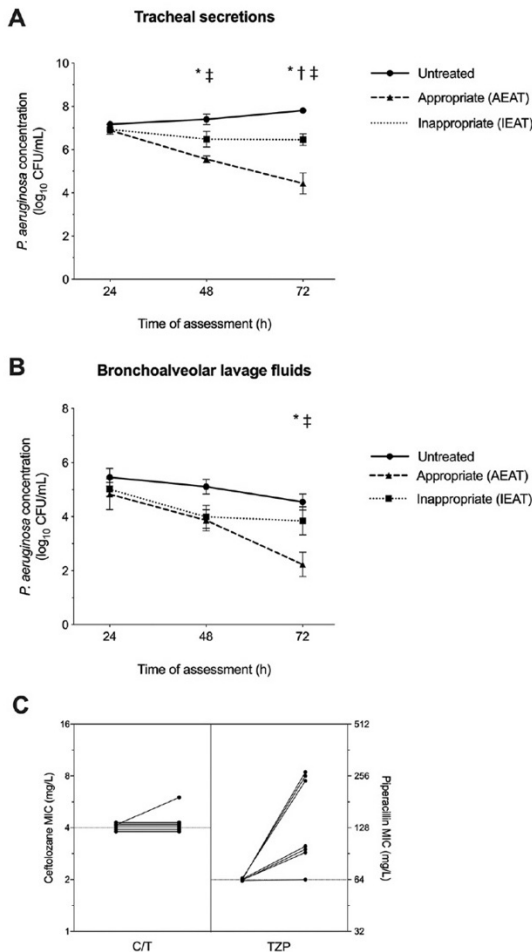 A
Tracheal secretions
P. aeruginosa concentration
(log10 CFU/mL)
10
8
6
4
2
0
* ‡
* † ‡
24
48
72
Time of assessment (h)
Untreated
Appropriate (AEAT)
Inappropriate (IEAT)
B
Bronchoalveolar lavage fluids
P. aeruginosa concentration
(log10 CFU/mL)
8
6
4
2
0
* ‡
24
48
72
Time of assessment (h)
Untreated
Appropriate (AEAT)
Inappropriate (IEAT)
C
Ceftolozane MIC (mg/L)
16
8
4
2
1
512
256
128
64
32
Piperacillin MIC (mg/L)
C/T
TZP